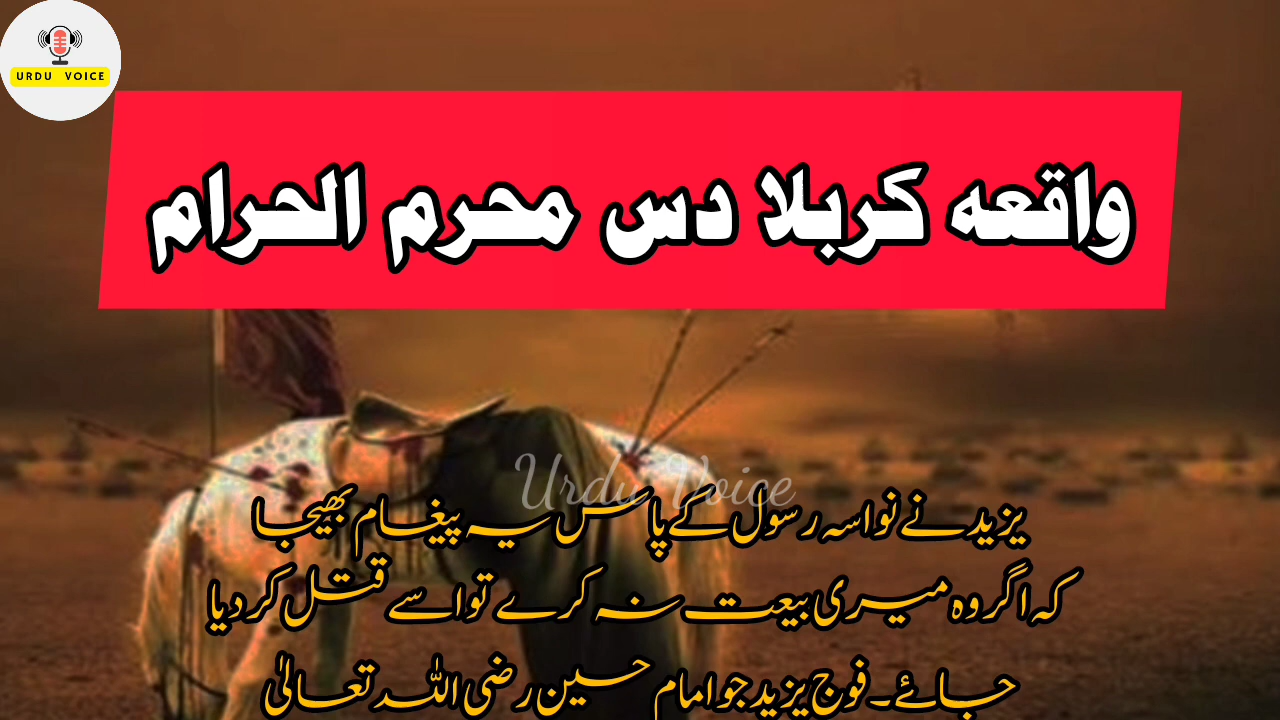 URDU VOICE
واقعہ کربلا دس محرم الحرام
Urdu Voice
یزید نے نواسہ رسول کے پاس یہ پیغام بھیجا
کہ اگر وہ میری بیعت نہ کرے تو اسے قتل کر دیا
جائے۔ فوج یزید جو امام حسین رضی اللہ تعالیٰ